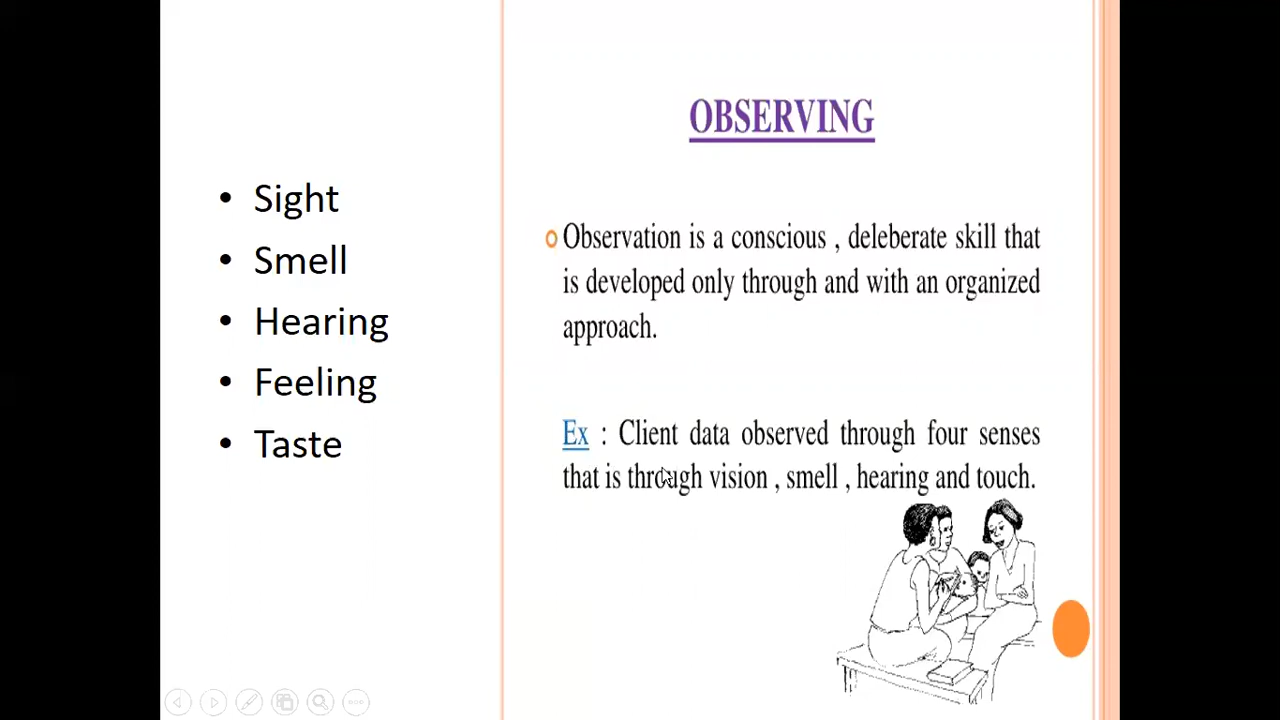 • Sight
• Smell
• Hearing
• Feeling
• Taste
OBSERVING
Observation is a conscious , deleberate skill that
is developed only through and with an organized
approach.
Ex : Client data observed through four senses
that is through vision , smell , hearing and touch.